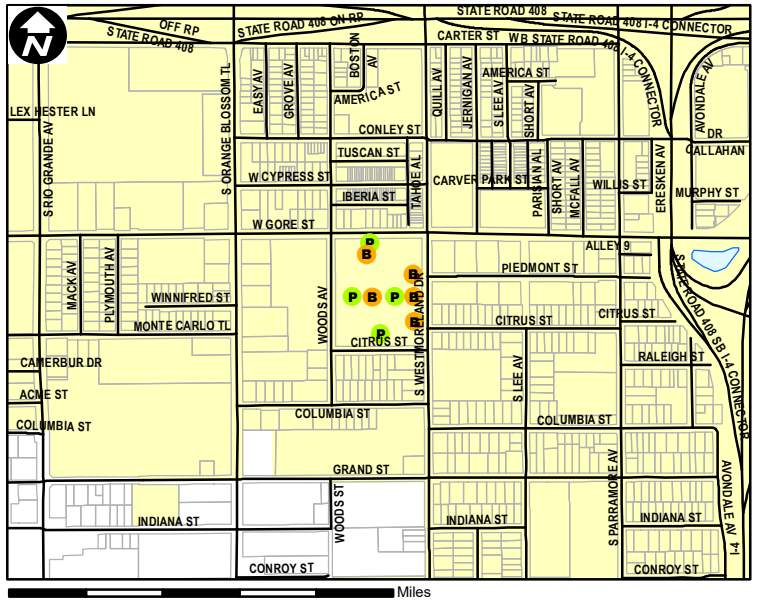 N
OFF RP
STATE ROAD 408
STATE ROAD 408 ON RP
STATE ROAD 408
STATE ROAD 408 I-4 CONNECTOR
CARTER ST
WB STATE ROAD 408 I-4 CONNECTOR
BOSTON AV
EASY AV
GROVE AV
AMERICA ST
QUILL AV
JERNIGAN AV
S LEE AV
SHORT AV
AMERICA ST
AVONDALE AV
LEX HESTER LN
S RIO GRANDE AV
S ORANGE BLOSSOM TL
CONLEY ST
DR
CALLAHAN
TUSCAN ST
W CYPRESS ST
IBERIA ST
TAHOE AL
CARVER PARK ST
PARISIAN AL
SHORT AV
MCFALL AV
WILLIS ST
ERESKEN AV
MURPHY ST
W GORE ST
ALLEY 9
P
B
B
PIEDMONT ST
MACK AV
PLYMOUTH AV
WINNIFRED ST
MONTE CARLO TL
WOODS AV
P
B
P
B
B
P
CITRUS ST
S WESTMORELAND DR
CITRUS ST
CITRUS ST
STATE ROAD 408 SB I-4 CONNECTOR
CAMERBUR DR
RALEIGH ST
ACME ST
S LEE AV
COLUMBIA ST
COLUMBIA ST
COLUMBIA ST
GRAND ST
S PARRAMORE AV
AVONDALE AV
I-4
INDIANA ST
WOODS ST
INDIANA ST
INDIANA ST
CONROY ST
CONROY ST
Miles